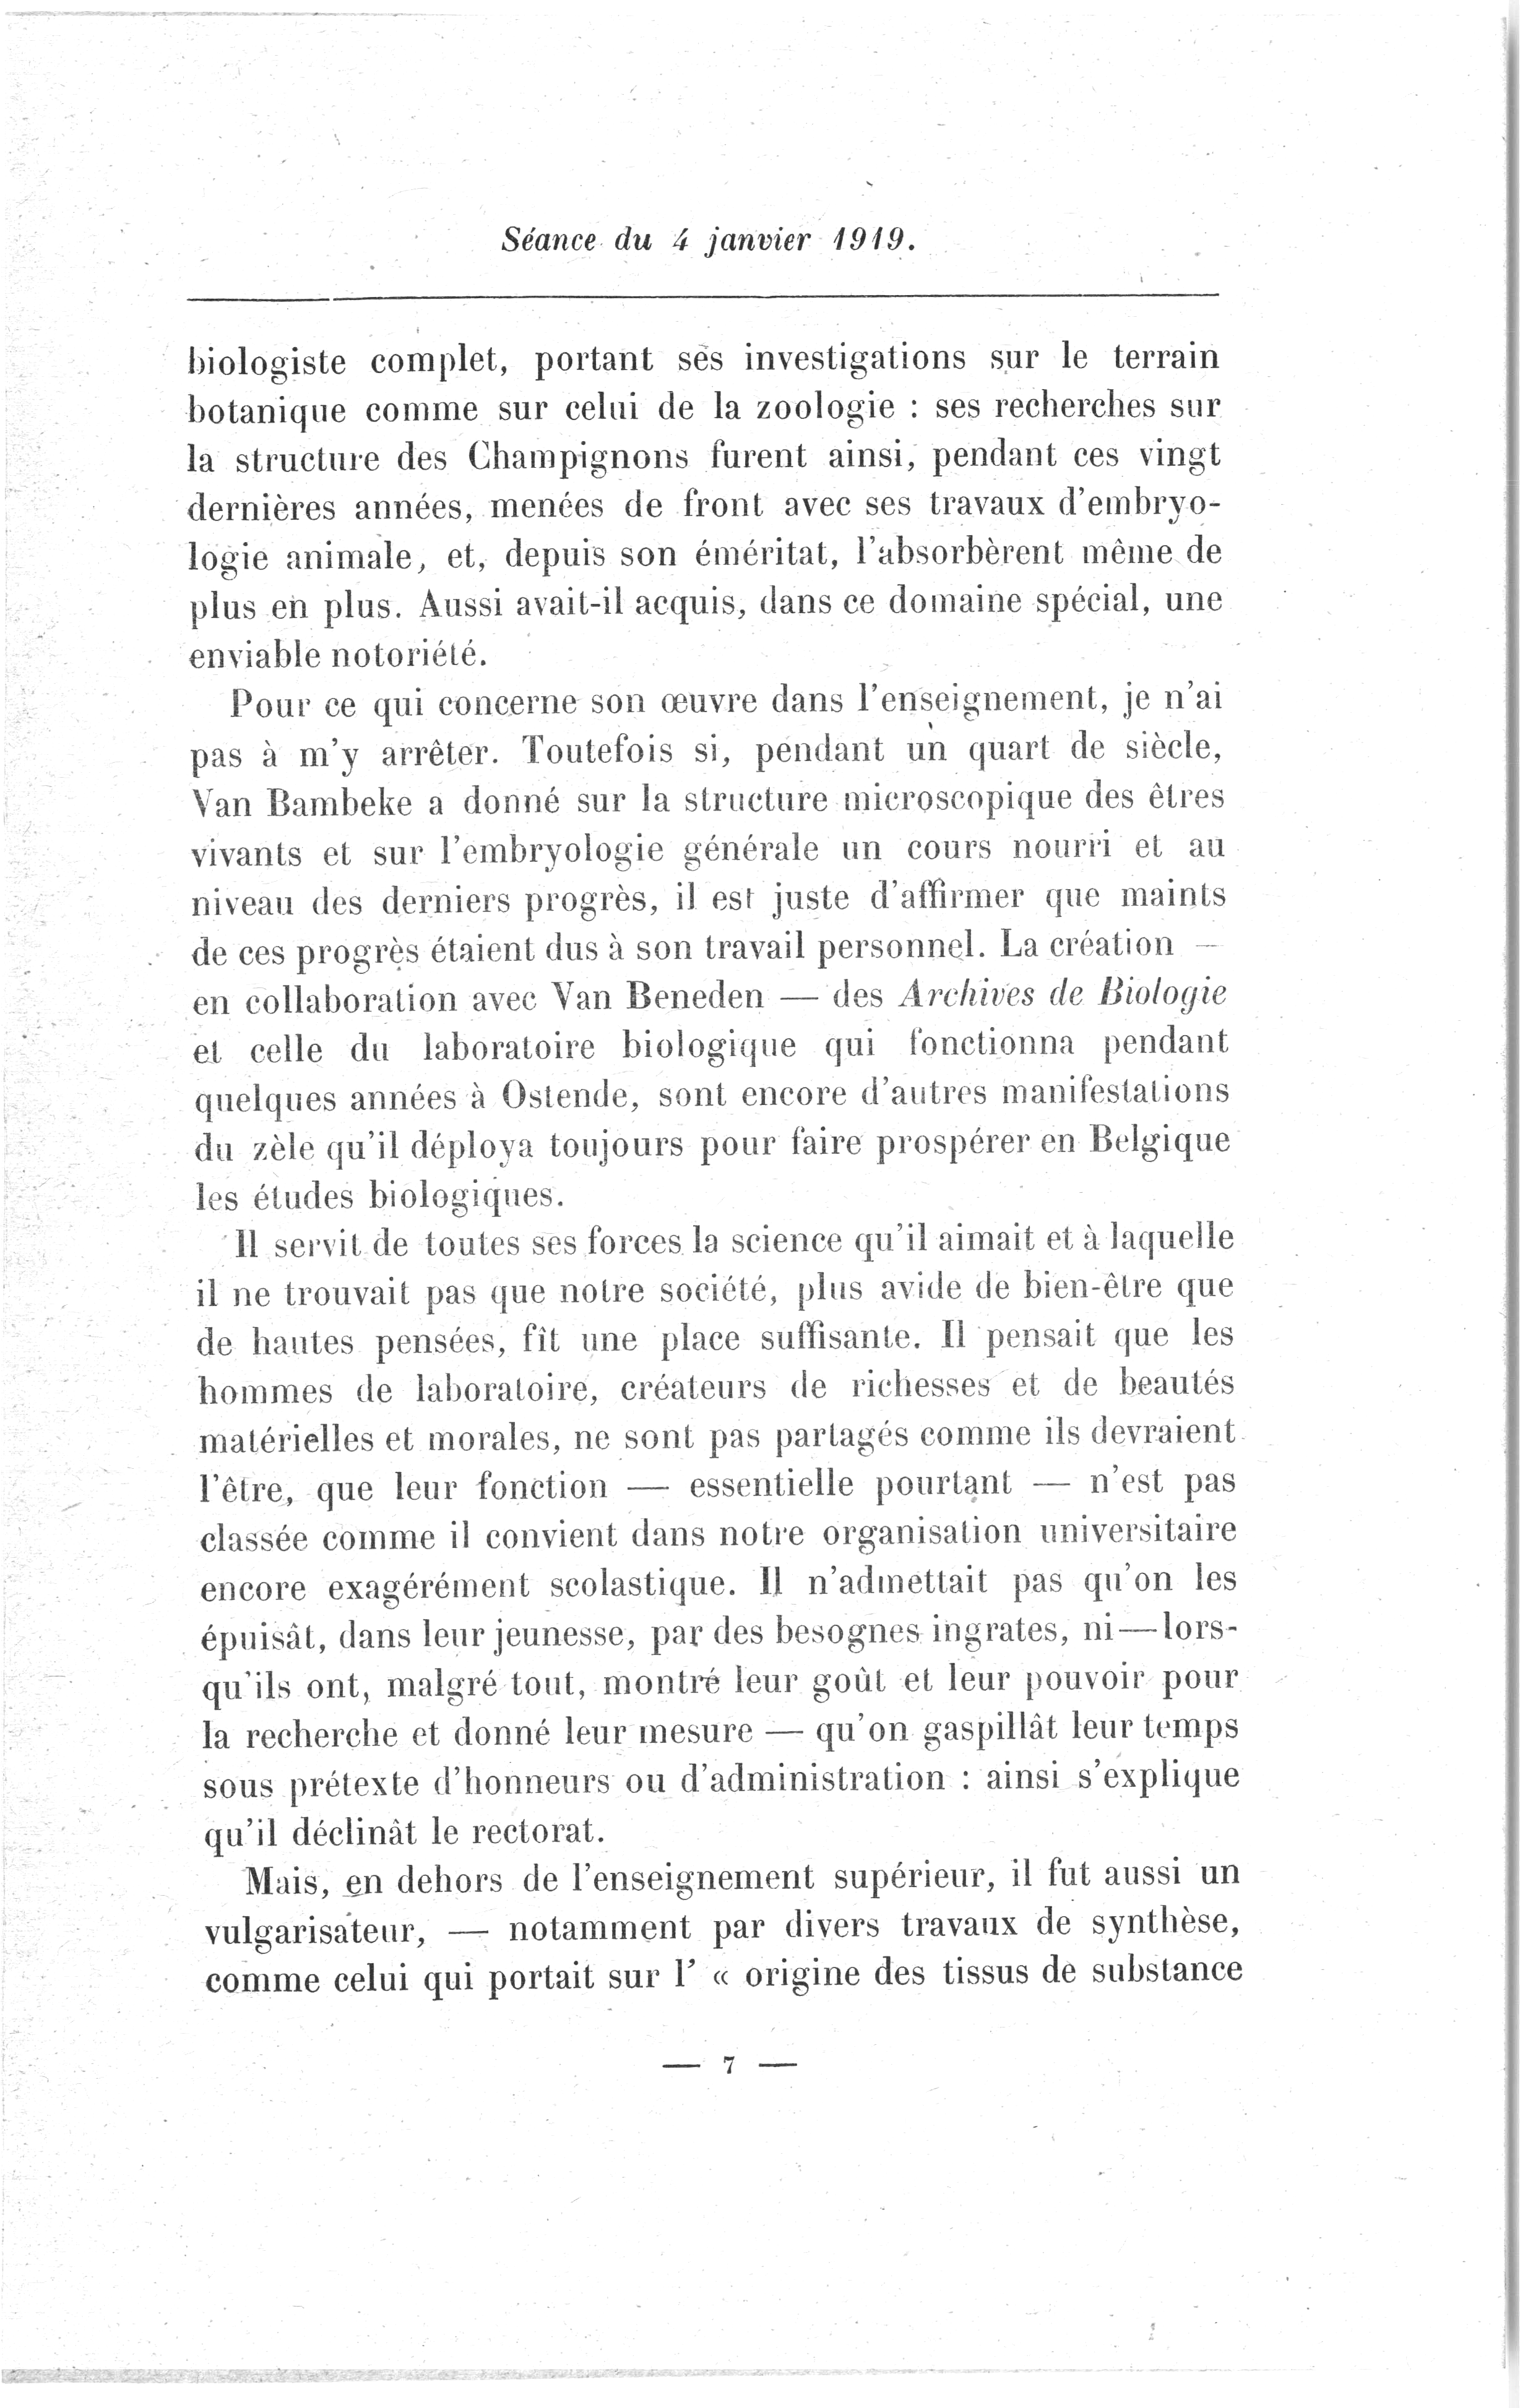 Séance du 4 janvier 1919.
biologiste complet, portant ses investigations sur le terrain
botanique comme sur celui de la zoologie : ses recherches sur
la structure des Champignons furent ainsi, pendant ces vingt
dernières années, menées de front avec ses travaux d'embryo-
logie animale, et, depuis son éméritat, l'absorbèrent même de
plus en plus. Aussi avait-il acquis, dans ce domaine spécial, une
enviable notoriété.
Pour ce qui concerne son œuvre dans l'enseignement, je n'ai
pas à m'y arrêter. Toutefois si, pendant un quart de siècle,
Van Bambeke a donné sur la structure microscopique des êtres
vivants et sur l'embryologie générale un cours nourri et au
niveau des derniers progrès, il est juste d'affirmer que maints
de ces progrès étaient dus à son travail personnel. La création —
en collaboration avec Van Beneden — des Archives de Biologie
et celle du laboratoire biologique qui fonctionna pendant
quelques années à Ostende, sont encore d'autres manifestations
du zèle qu'il déploya toujours pour faire prospérer en Belgique
les études biologiques.
Il servit de toutes ses forces la science qu'il aimait et à laquelle
il ne trouvait pas que notre société, plus avide de bien-être que
de hautes pensées, fît une place suffisante. Il pensait que les
hommes de laboratoire, créateurs de richesses et de beautés
matérielles et morales, ne sont pas partagés comme ils devraient
l'être, que leur fonction — essentielle pourtant — n'est pas
classée comme il convient dans notre organisation universitaire
encore exagérément scolastique. Il n'admettait pas qu'on les
épuisât, dans leur jeunesse, par des besognes ingrates, ni — lors-
qu'ils ont, malgré tout, montré leur goût et leur pouvoir pour
la recherche et donné leur mesure — qu'on gaspillât leur temps
sous prétexte d'honneurs ou d'administration : ainsi s'explique
qu'il déclinât le rectorat.
Mais, en dehors de l'enseignement supérieur, il fut aussi un
vulgarisateur, — notamment par divers travaux de synthèse,
comme celui qui portait sur l' « origine des tissus de substance
— 7 —